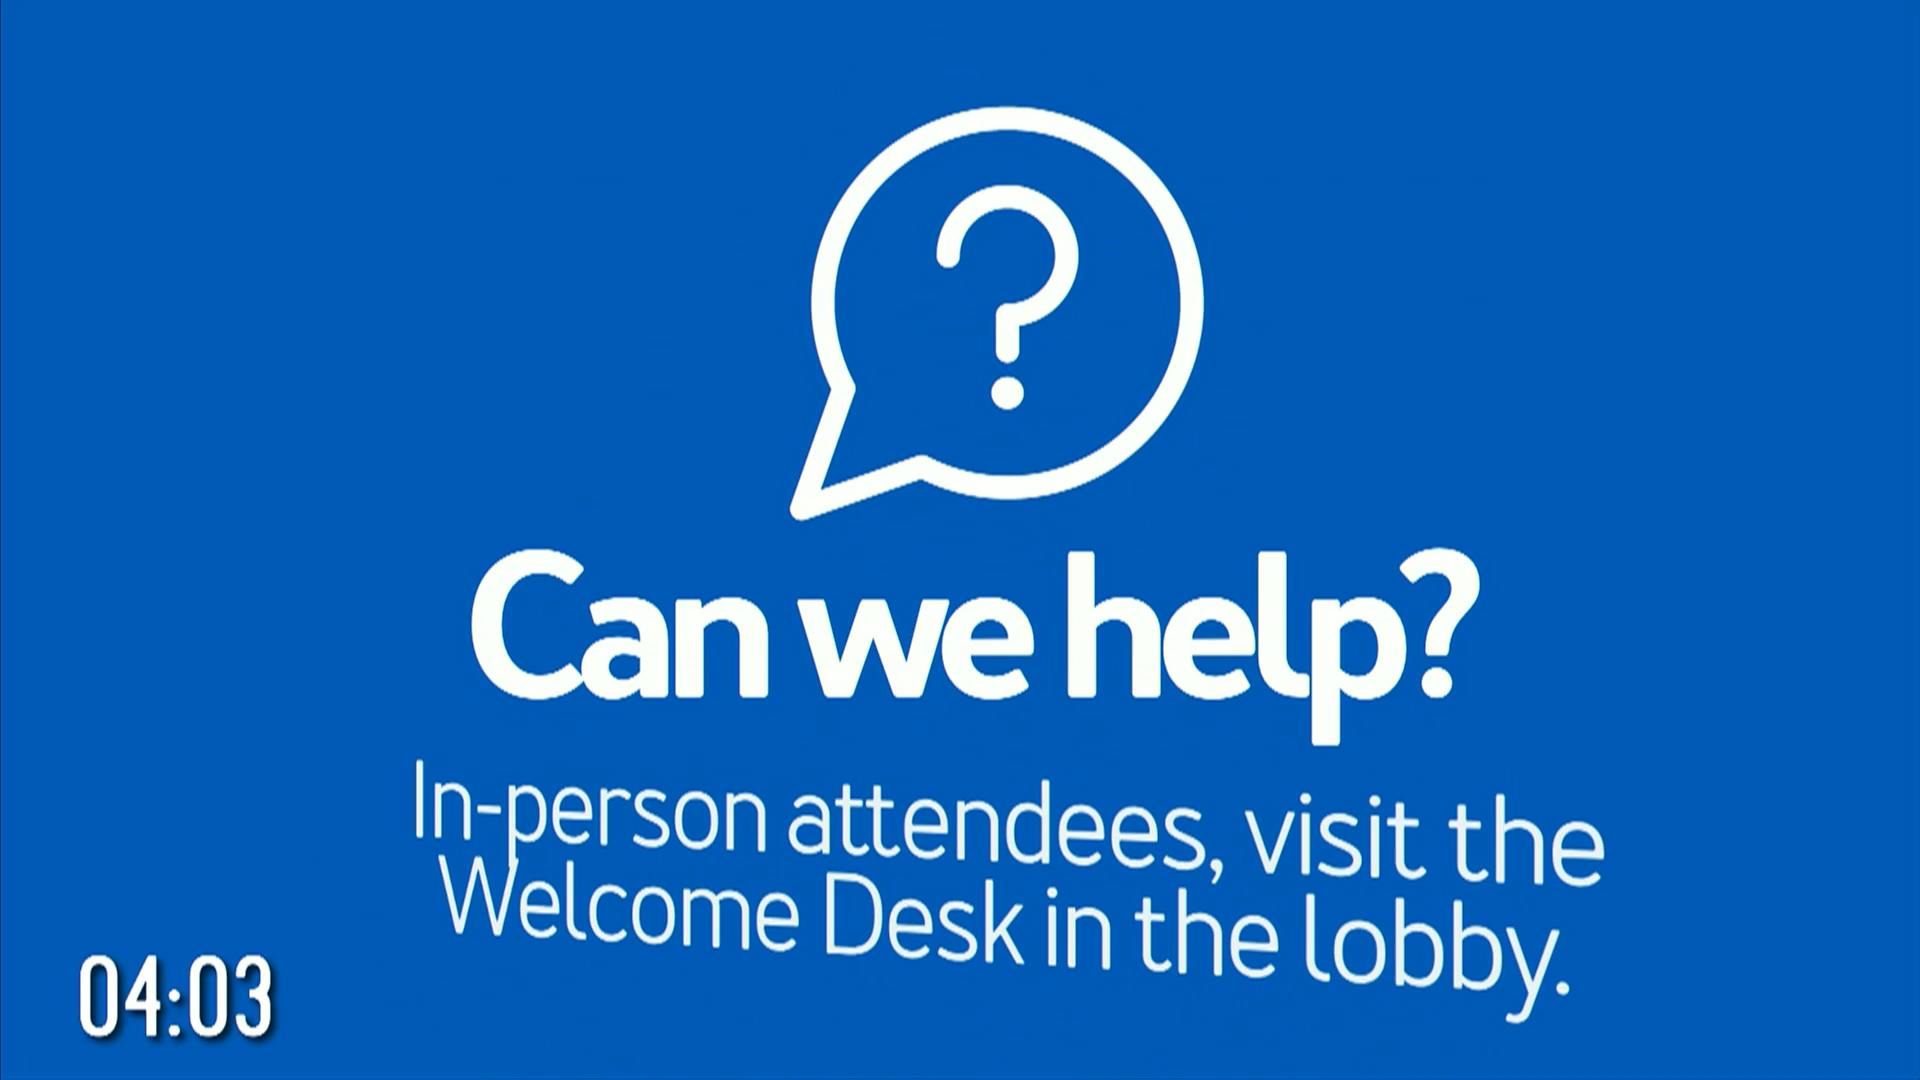 ?
Can we help?
In-person attendees, visit the
Welcome Desk in the lobby.
04:03